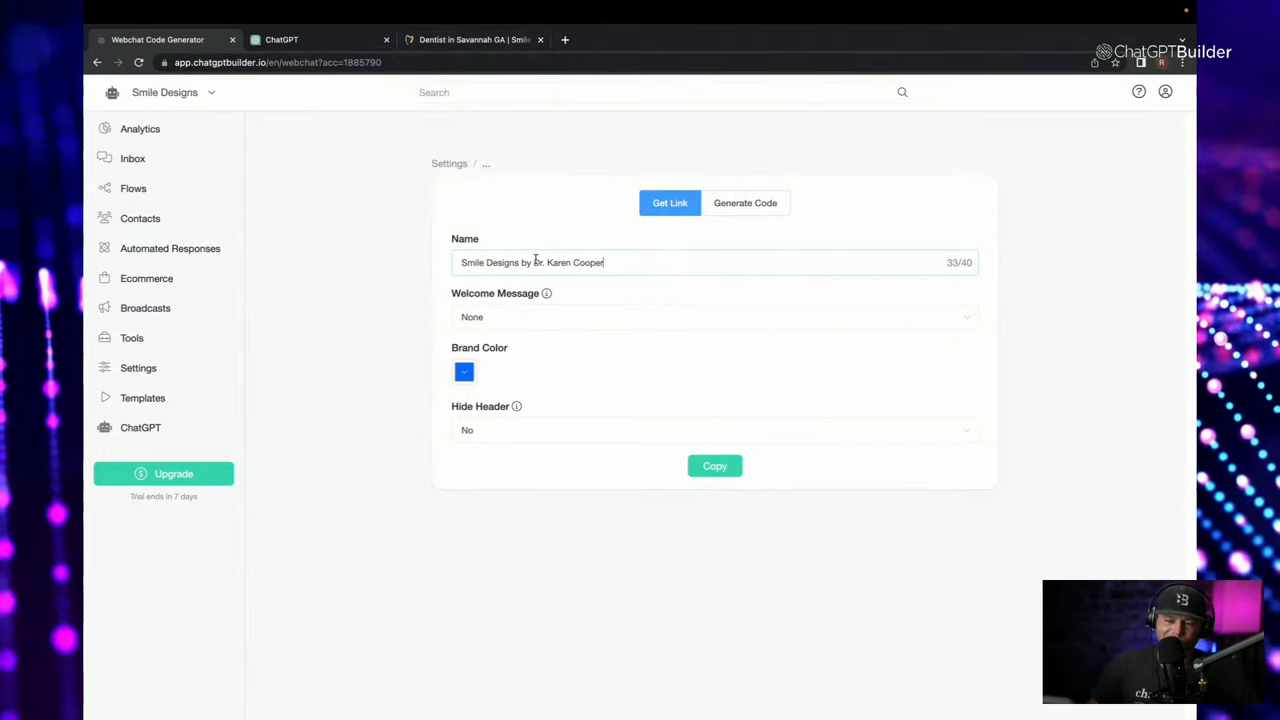 Webchat Code Generator
ChatGPT
Dentist in Savannah GA | Smile
app.chatgptbuilder.io/en/webchat?acc=1885790
R
ChatGPTBuilder
Smile Designs
Search
Analytics
Inbox
Flows
Contacts
Automated Responses
Ecommerce
Broadcasts
Tools
Settings
Templates
ChatGPT
Upgrade
Trial ends in 7 days
Settings / ...
Get Link
Generate Code
Name
Smile Designs by Dr. Karen Cooper
33/40
Welcome Message
None
Brand Color
Hide Header
No
Copy